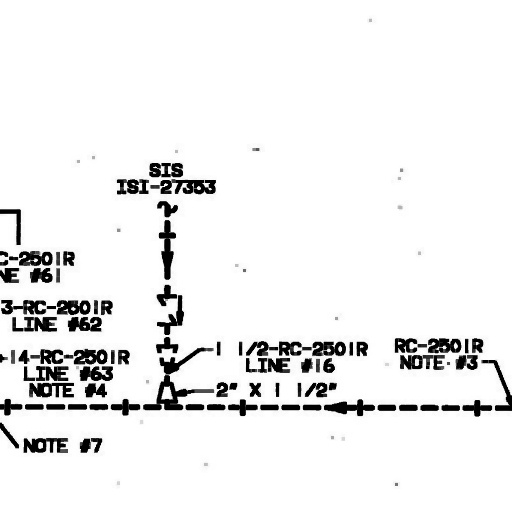 SIS
ISI-27353
C-2501R
NE #61
3-RC-2501R
LINE #62
14-RC-2501R
LINE #63
NOTE #4
1 1/2-RC-2501R
LINE #16
2" X 1 1/2"
RC-2501R
NOTE #3
NOTE #7